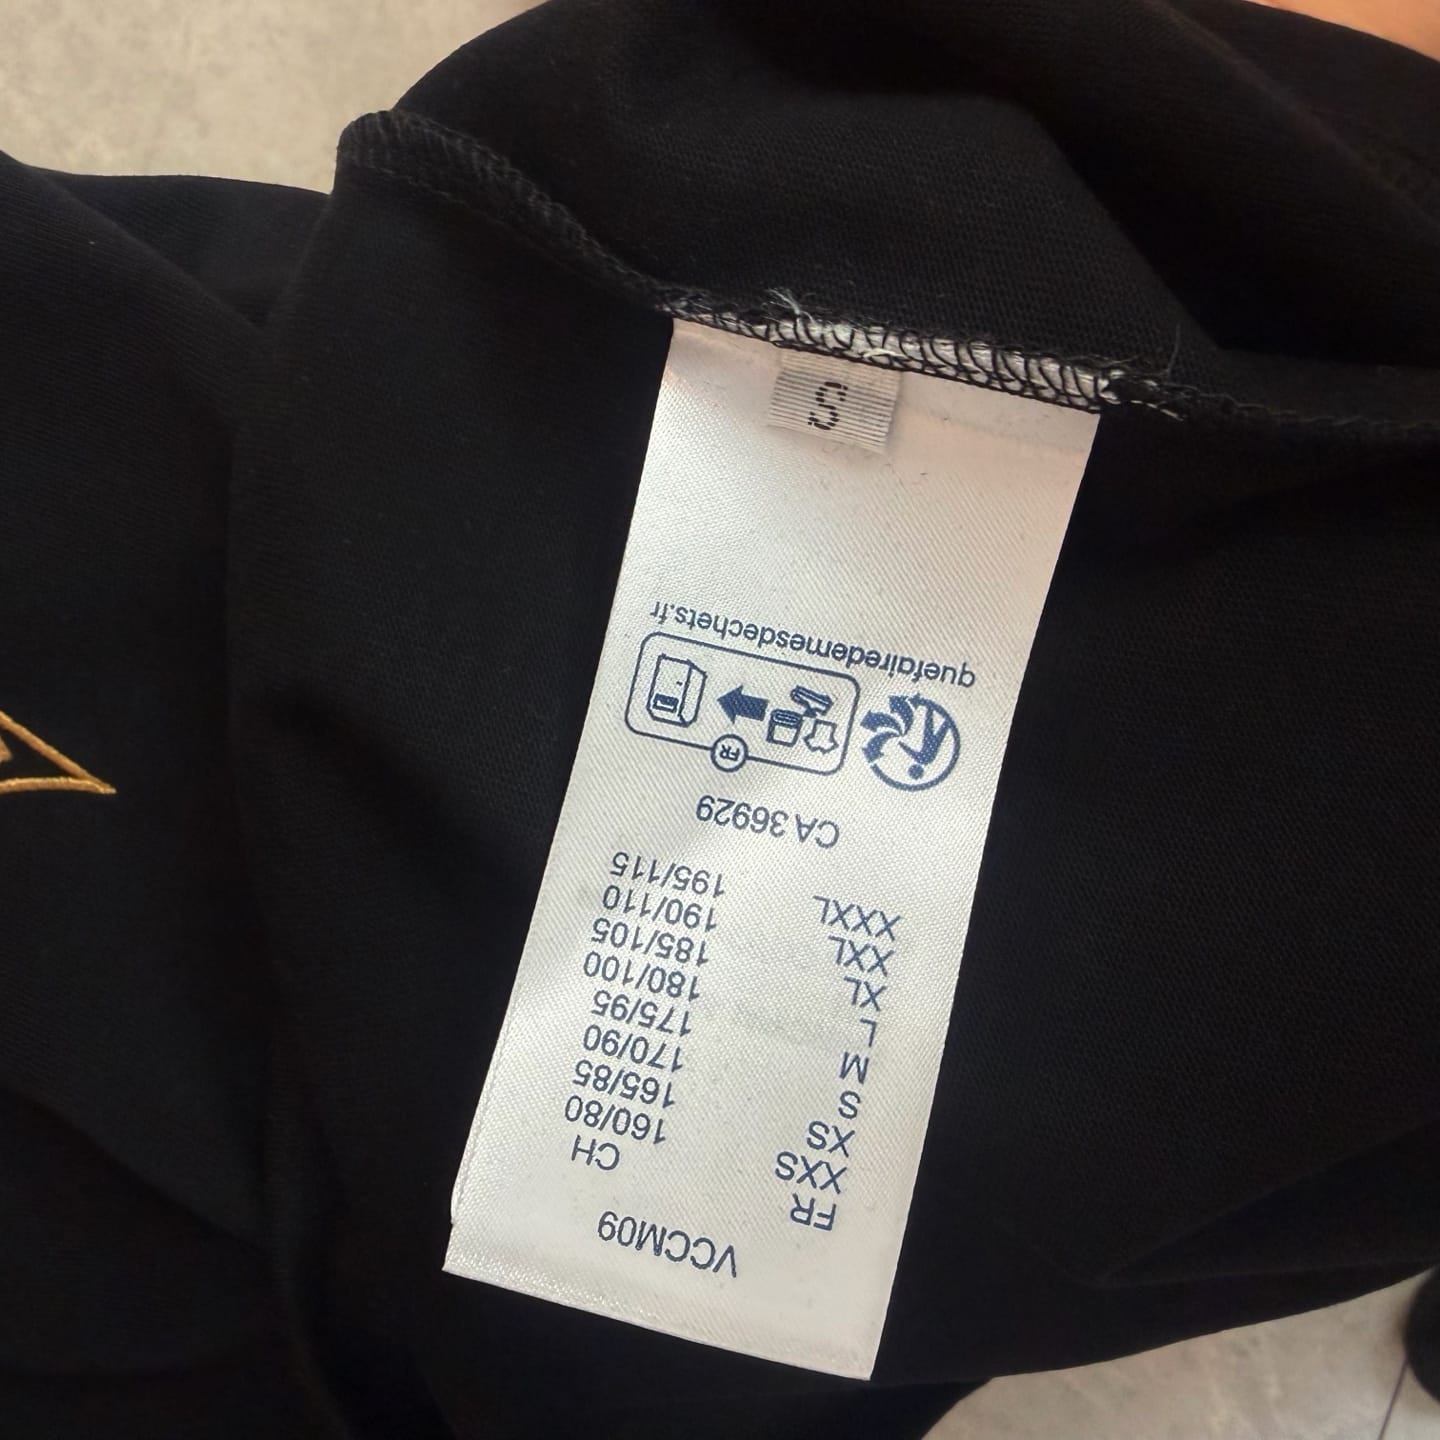 VCCM09
FR CH
XXS 160/80
XS 165/85
S 170/90
M 175/95
L 180/100
XL 185/105
XXL 190/110
XXXL 195/115
CA 36929
FR
quefairedemesdechets.fr
S